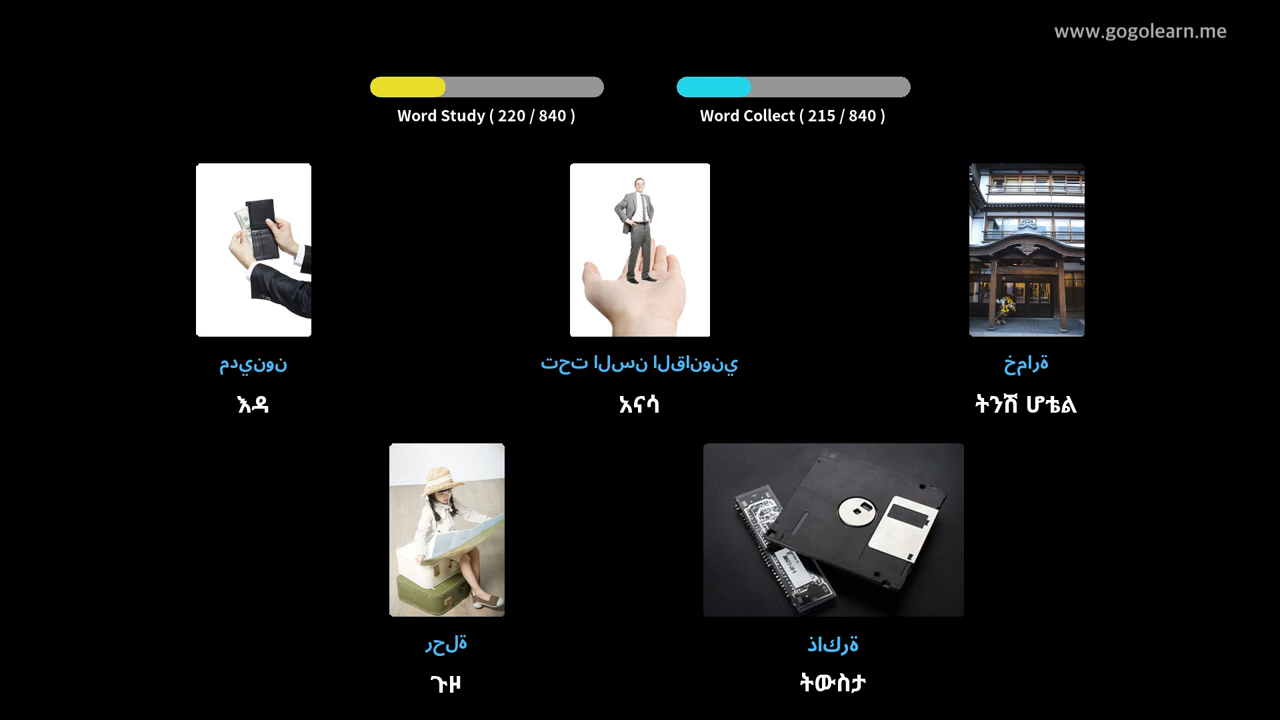 www.gogolearn.me
Word Study ( 220 / 840 )
Word Collect ( 215 / 840 )
مدينون
እዳ
تحت السن القانوني
አናሳ
خمارة
ትንሽ ሆቴል
رحلة
ጉዞ
ذاكرة
ትውስታ